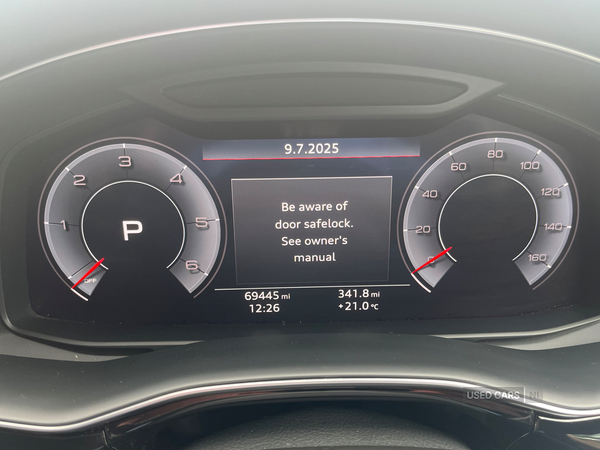 9.7.2025
Be aware of
door safelock.
See owner's
manual
P
OFF
1
2
3
4
5
6
0
20
40
60
80
100
120
140
160
69445 mi
341.8 mi
12:26
+21.0 °C
USED CARS NI